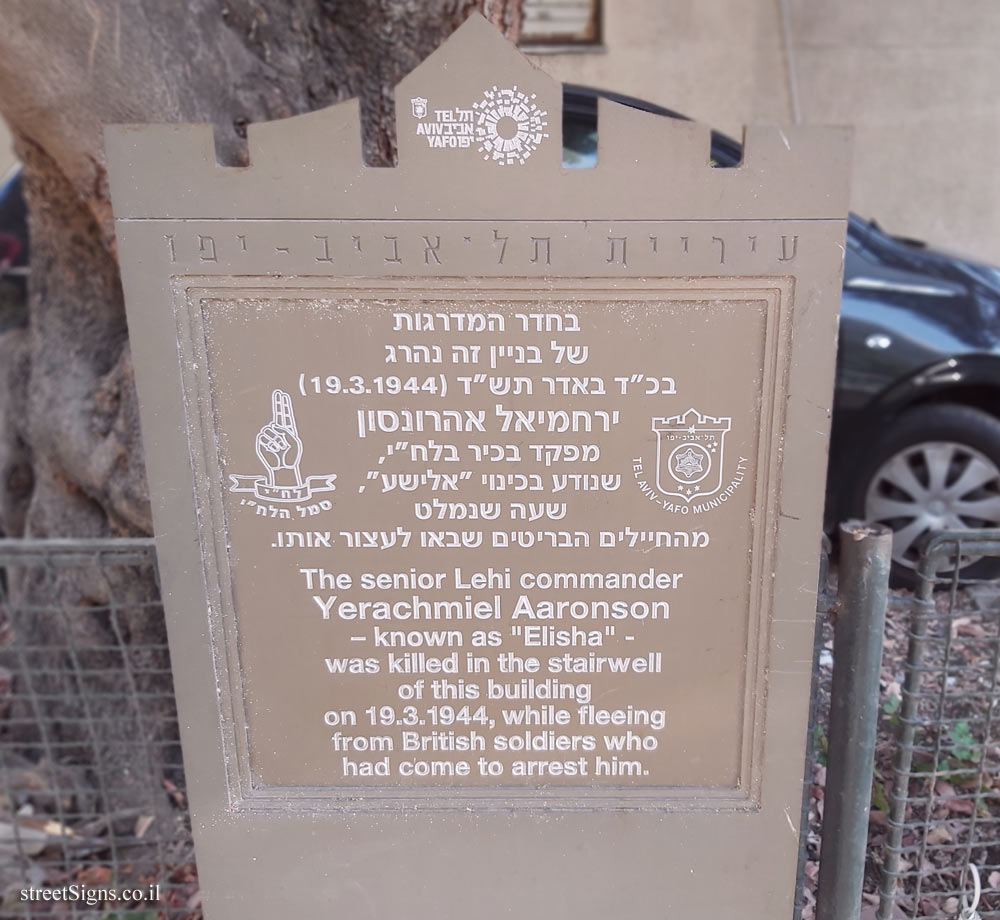 TEL תל
AVIV אביב
YAFO יפו
עיריית תל־אביב-יפו
בחדר המדרגות
של בניין זה נהרג
בכ"ד באדר תש"ד (19.3.1944)
ירחמיאל אהרונסון
מפקד בכיר בלח"י,
שנודע בכינוי "אלישע",
שעה שנמלט
מהחיילים הבריטים שבאו לעצור אותו.
לח"י
סמל הלח"י
תל־אביב-יפו
TEL AVIV-YAFO MUNICIPALITY
The senior Lehi commander
Yerachmiel Aaronson
– known as "Elisha" -
was killed in the stairwell
of this building
on 19.3.1944, while fleeing
from British soldiers who
had come to arrest him.
streetSigns.co.il